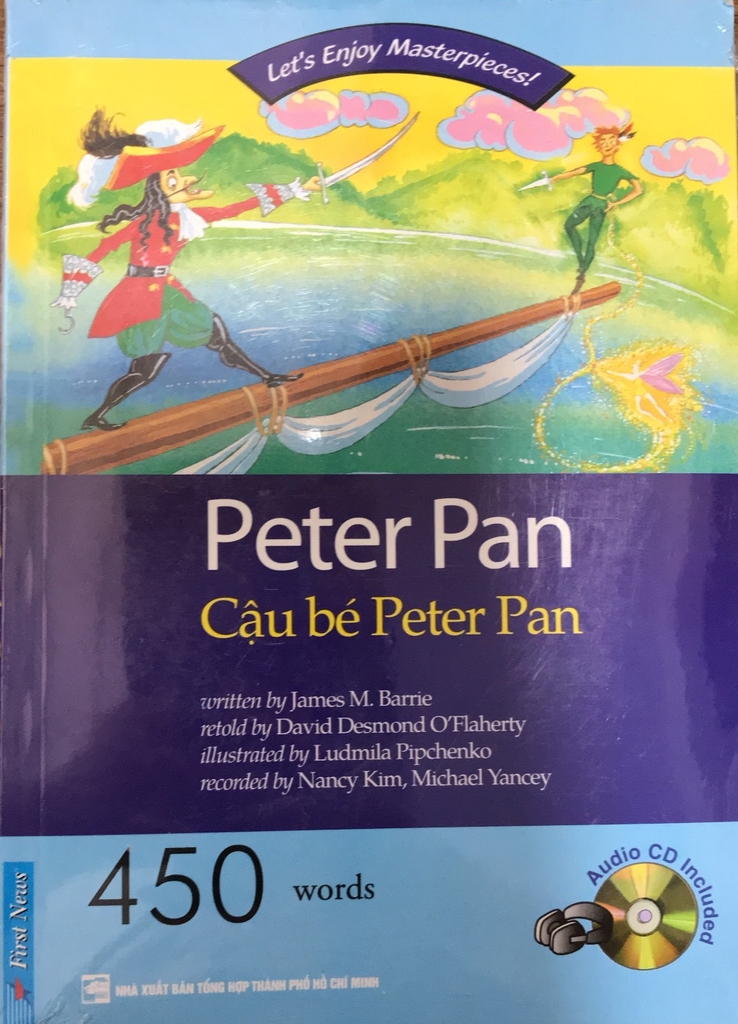 Let's Enjoy Masterpieces!
Peter Pan
Cậu bé Peter Pan
written by James M. Barrie
retold by David Desmond O'Flaherty
illustrated by Ludmila Pipchenko
recorded by Nancy Kim, Michael Yancey
450 words
Audio CD Included
First News
NHÀ XUẤT BẢN TỔNG HỢP THÀNH PHỐ HỒ CHÍ MINH